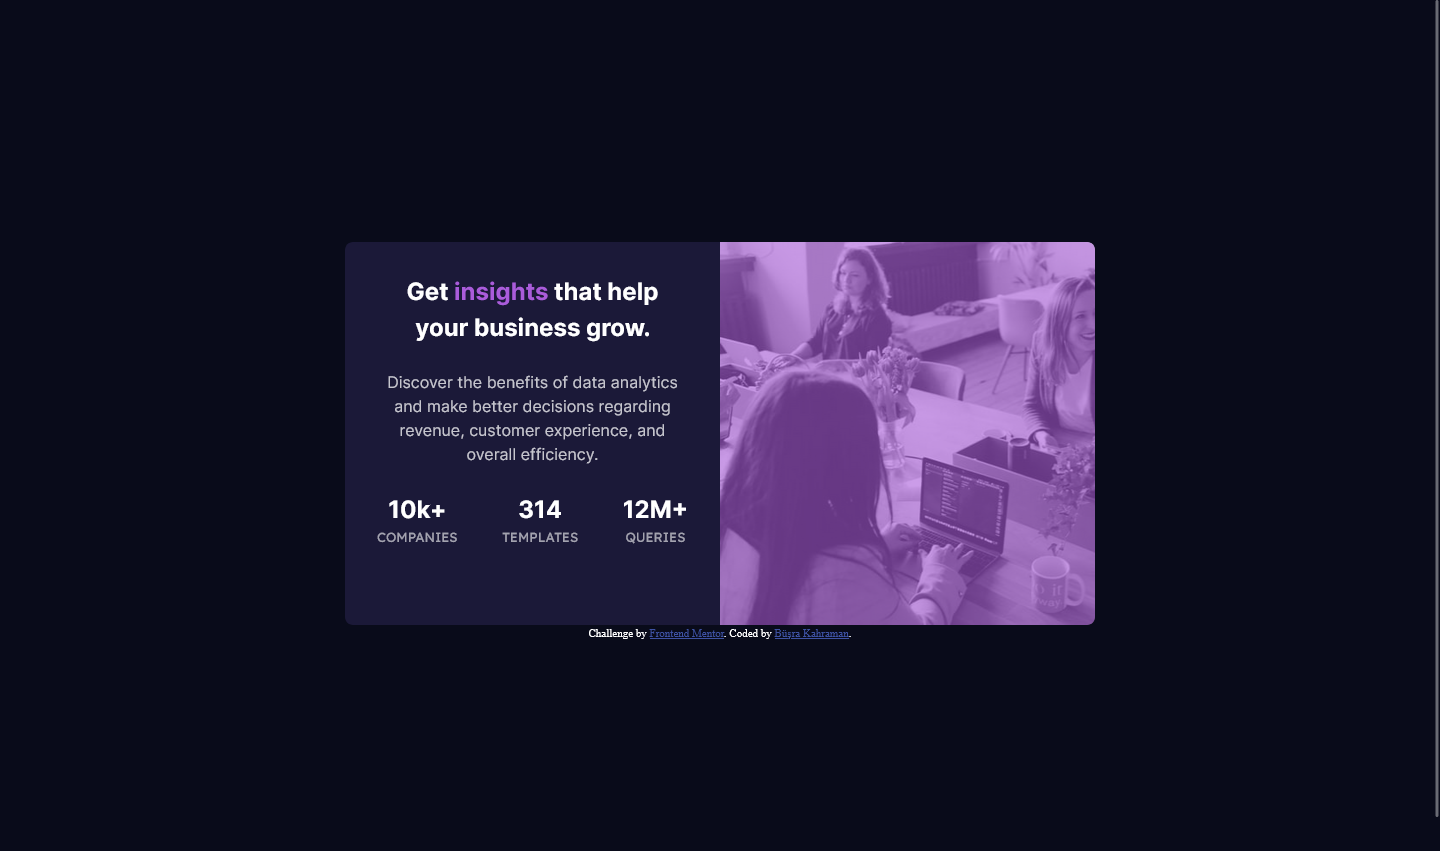 Get insights that help
your business grow.
Discover the benefits of data analytics
and make better decisions regarding
revenue, customer experience, and
overall efficiency.
10k+ 314 12M+
COMPANIES TEMPLATES QUERIES
Challenge by Frontend Mentor. Coded by Büşra Kahraman.